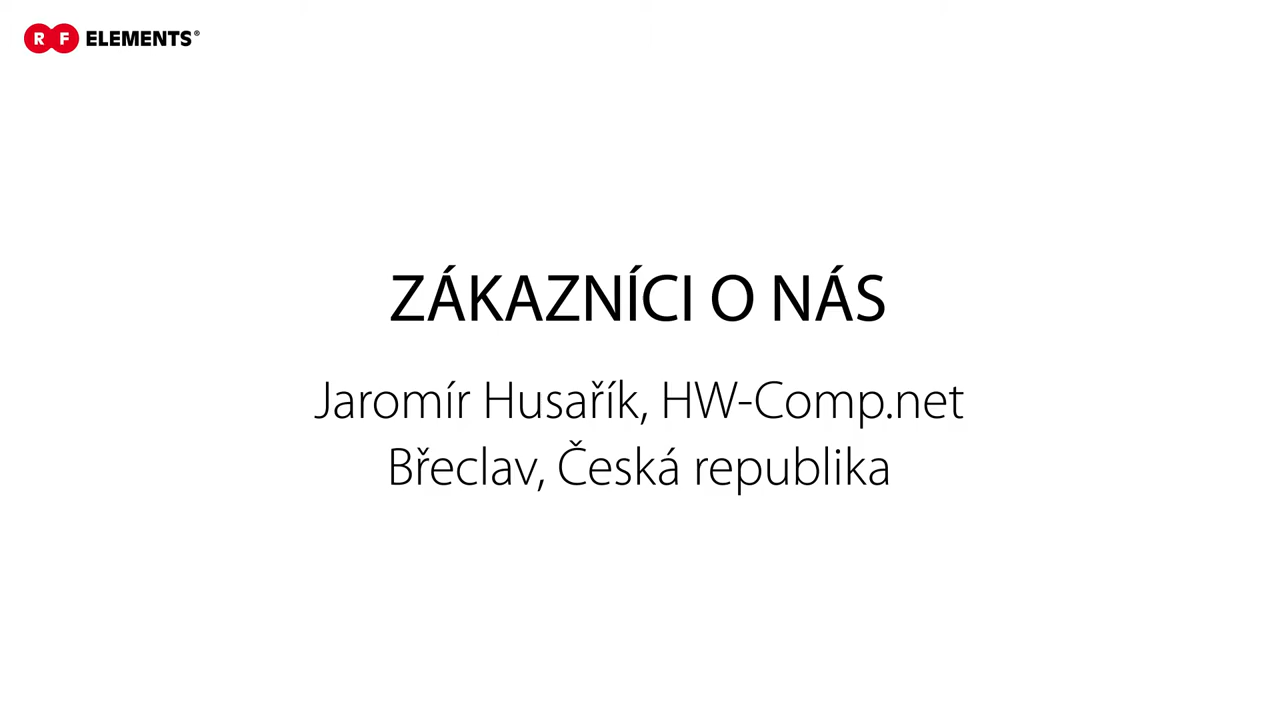 RF ELEMENTS®
ZÁKAZNÍCI O NÁS
Jaromír Husařík, HW-Comp.net
Břeclav, Česká republika